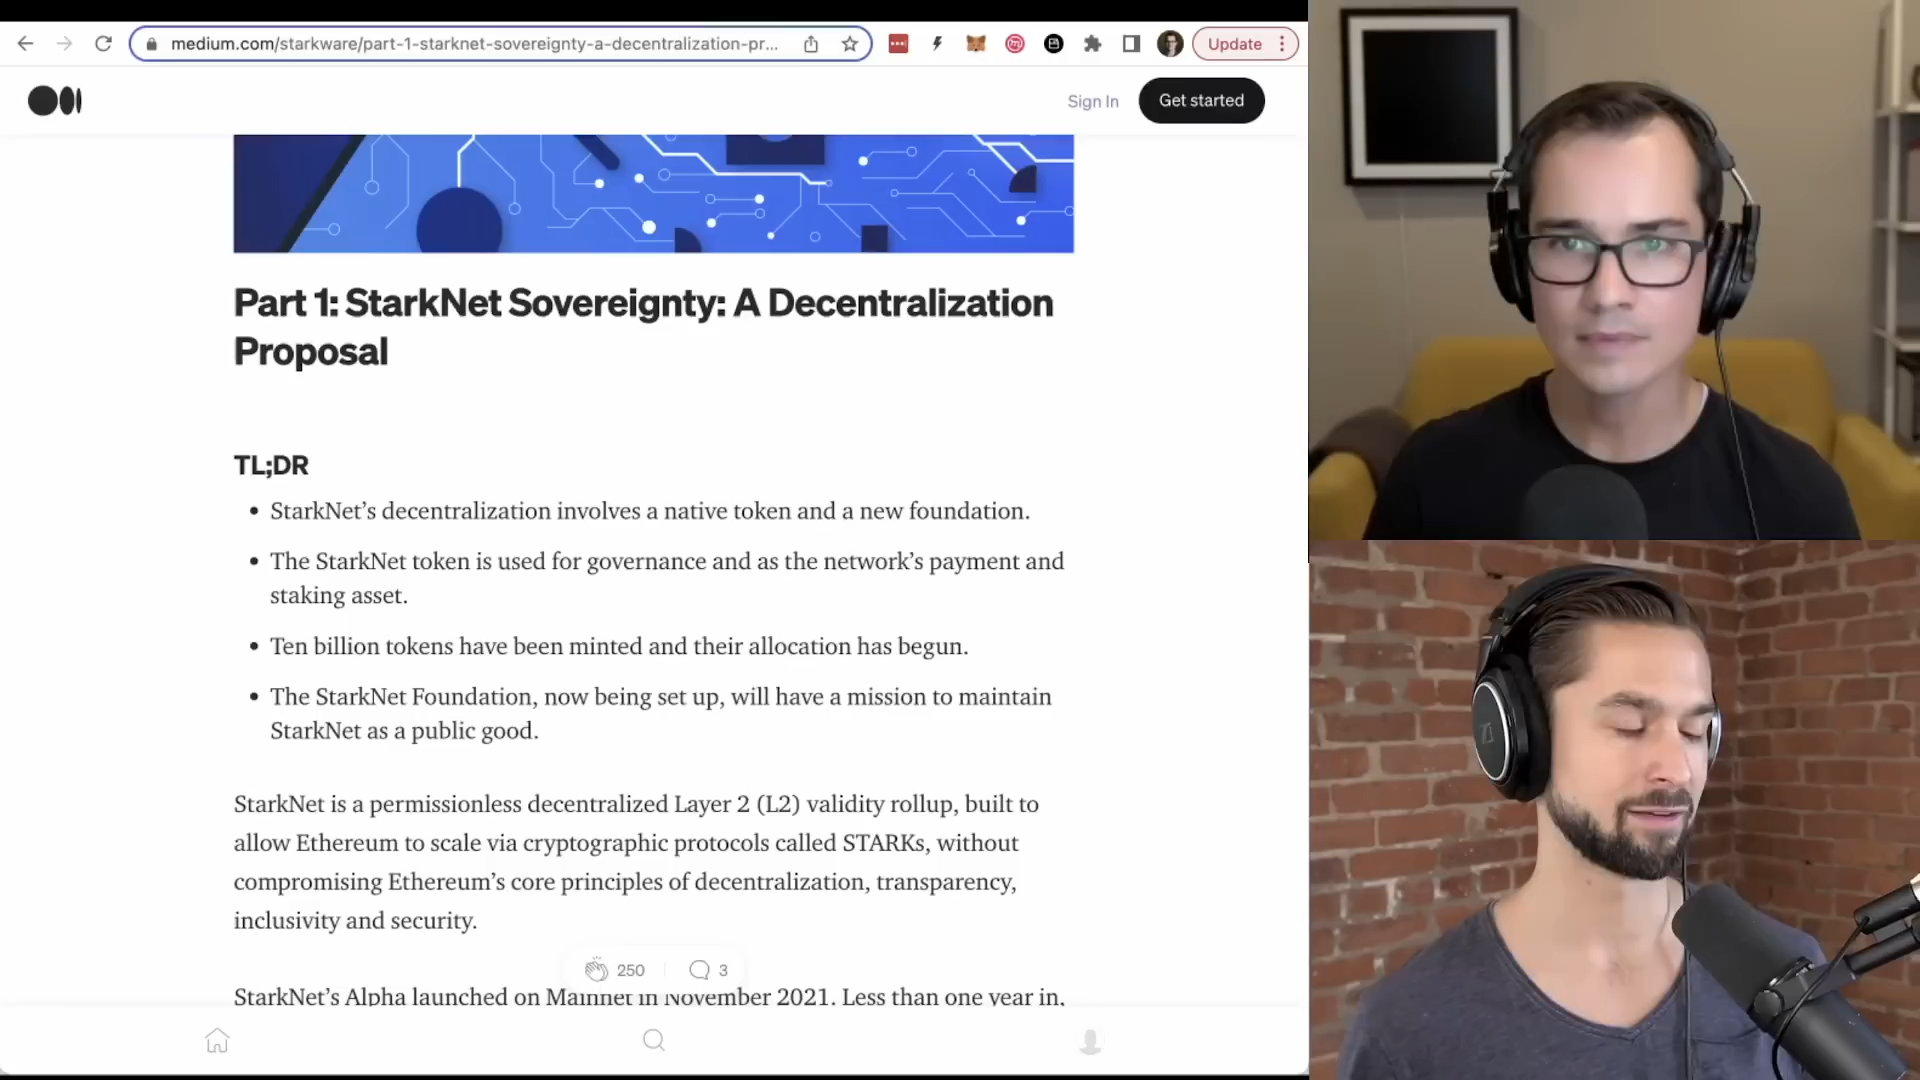 medium.com/starkware/part-1-starknet-sovereignty-a-decentralization-pr...
Update
Sign In
Get started
Part 1: StarkNet Sovereignty: A Decentralization
Proposal
TL;DR
• StarkNet’s decentralization involves a native token and a new foundation.
• The StarkNet token is used for governance and as the network’s payment and
staking asset.
• Ten billion tokens have been minted and their allocation has begun.
• The StarkNet Foundation, now being set up, will have a mission to maintain
StarkNet as a public good.
StarkNet is a permissionless decentralized Layer 2 (L2) validity rollup, built to
allow Ethereum to scale via cryptographic protocols called STARKs, without
compromising Ethereum’s core principles of decentralization, transparency,
inclusivity and security.
250
3
StarkNet’s Alpha launched on Mainnet in November 2021. Less than one year in,